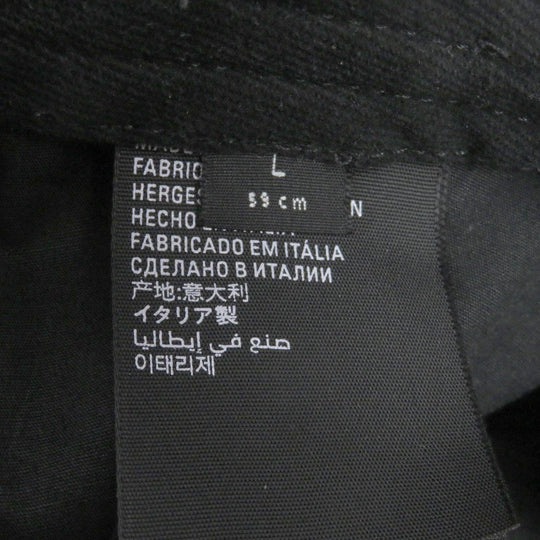 L
59 cm
MADE
FABRIC
HERGES N
HECHO
FABRICADO EM ITÁLIA
СДЕЛАНО В ИТАЛИИ
产地:意大利
イタリア製
صنع في إيطاليا
이태리제